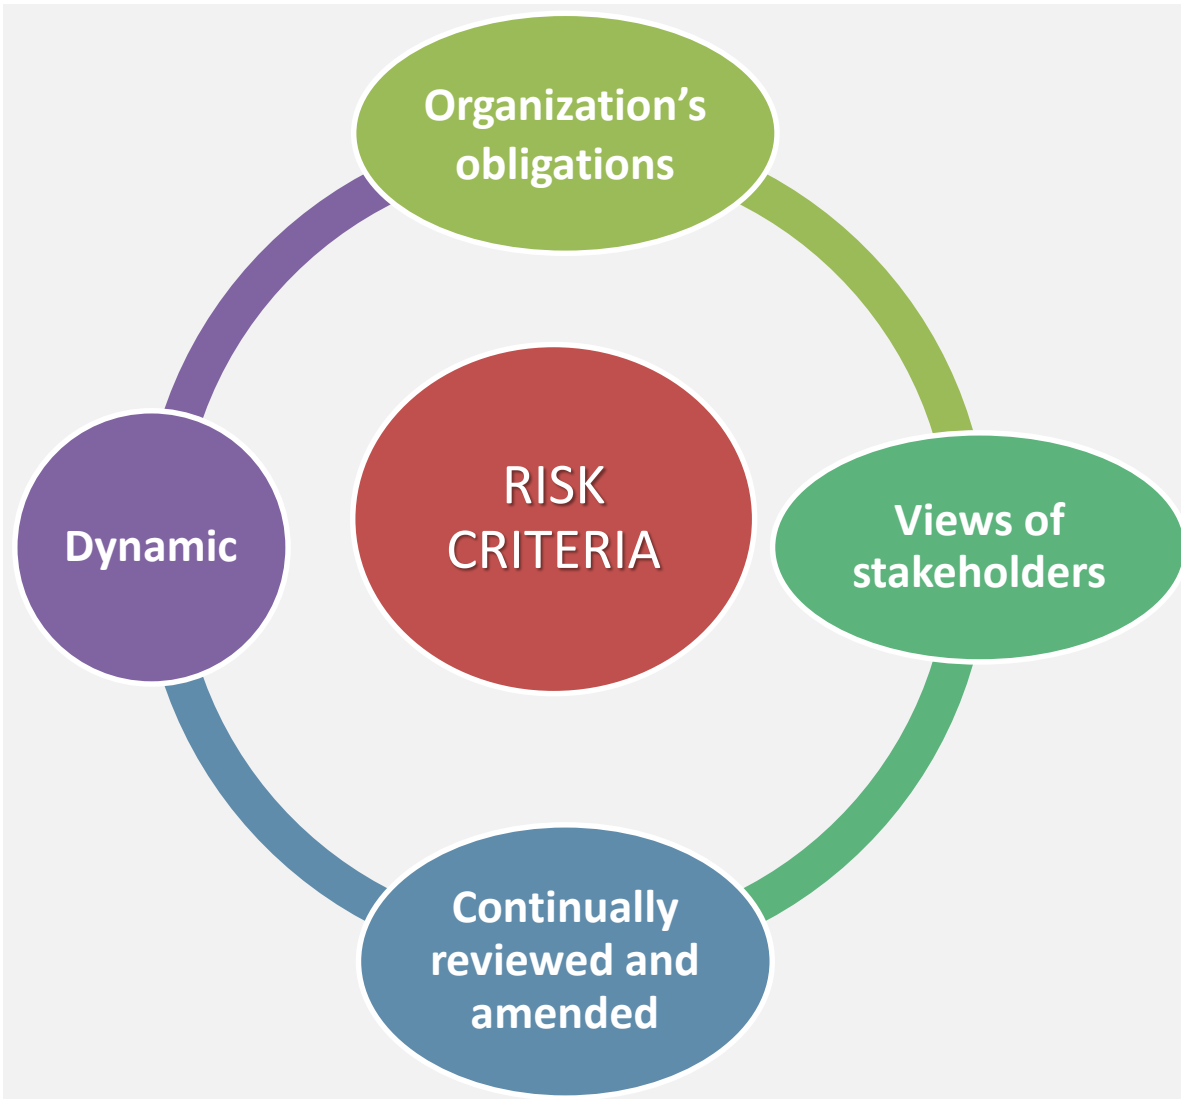 Organization’s
obligations
RISK
CRITERIA
Dynamic
Views of
stakeholders
Continually
reviewed and
amended